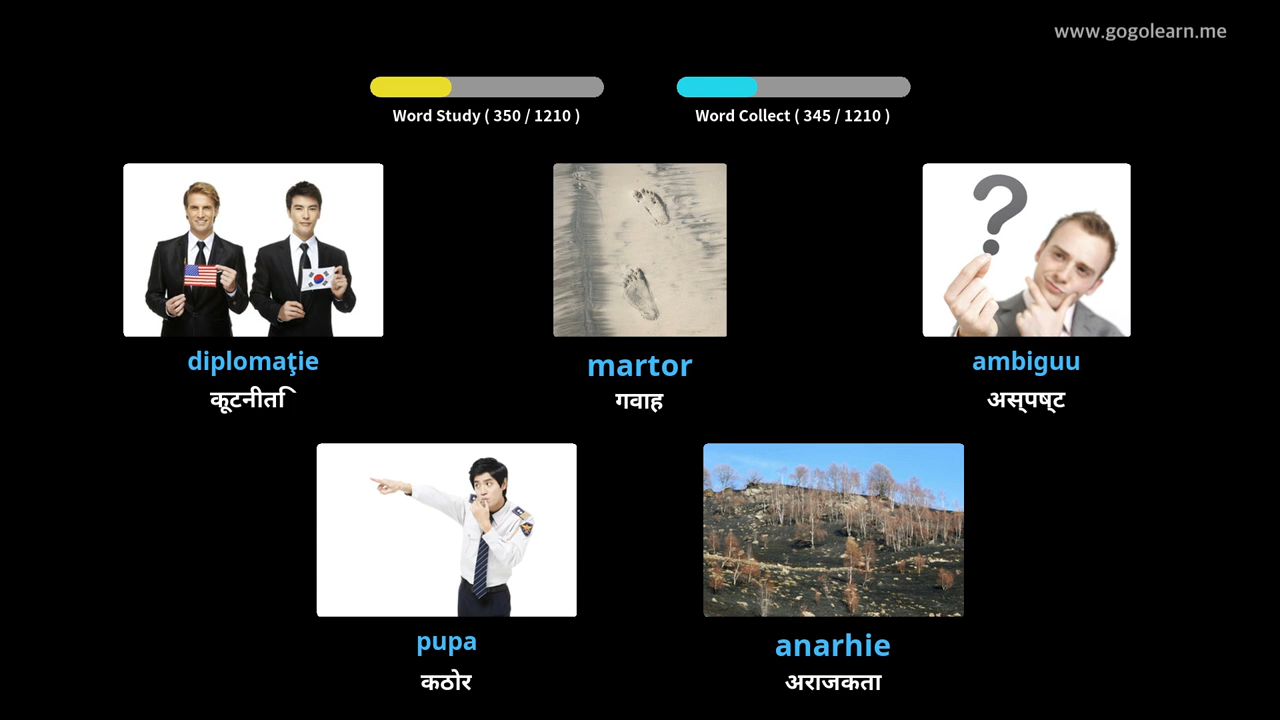 www.gogolearn.me
Word Study ( 350 / 1210 )
Word Collect ( 345 / 1210 )
diplomaţie
कूटनीति
martor
गवाह
ambiguu
अस्पष्ट
pupa
कठोर
anarhie
अराजकता